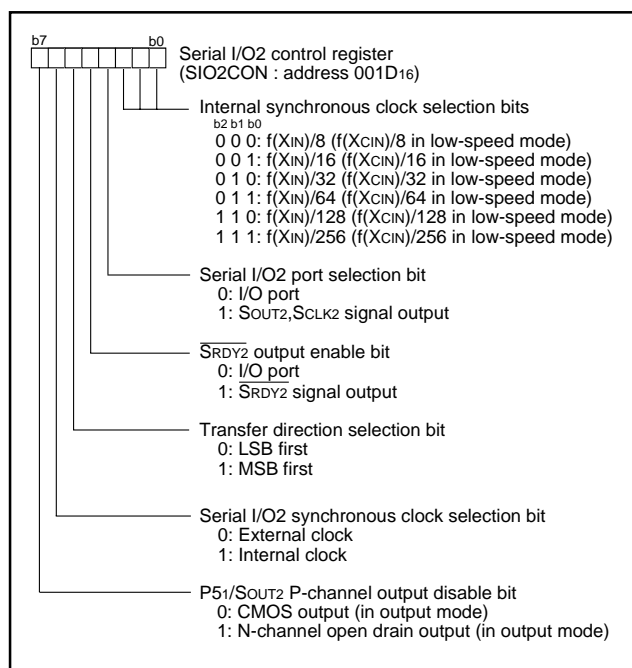 b7 b0
Serial I/O2 control register
(SIO2CON : address 001D16)
Internal synchronous clock selection bits
b2 b1 b0
0 0 0: f(XIN)/8 (f(XCIN)/8 in low-speed mode)
0 0 1: f(XIN)/16 (f(XCIN)/16 in low-speed mode)
0 1 0: f(XIN)/32 (f(XCIN)/32 in low-speed mode)
0 1 1: f(XIN)/64 (f(XCIN)/64 in low-speed mode)
1 1 0: f(XIN)/128 (f(XCIN)/128 in low-speed mode)
1 1 1: f(XIN)/256 (f(XCIN)/256 in low-speed mode)
Serial I/O2 port selection bit
0: I/O port
1: SOUT2,SCLK2 signal output
SRDY2 output enable bit
0: I/O port
1: SRDY2 signal output
Transfer direction selection bit
0: LSB first
1: MSB first
Serial I/O2 synchronous clock selection bit
0: External clock
1: Internal clock
P51/SOUT2 P-channel output disable bit
0: CMOS output (in output mode)
1: N-channel open drain output (in output mode)